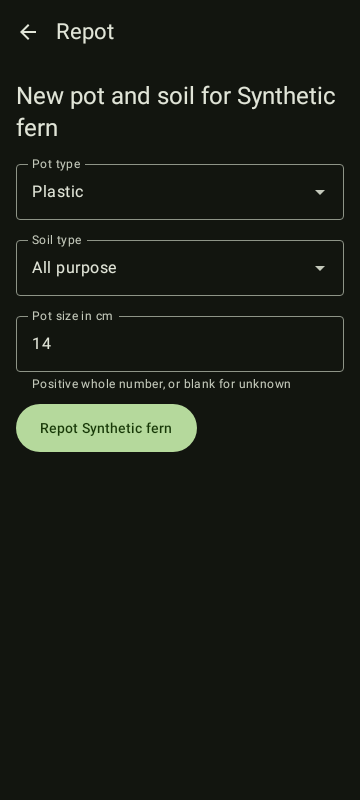 Repot
New pot and soil for Synthetic
fern
Pot type
Plastic
Soil type
All purpose
Pot size in cm
14
Positive whole number, or blank for unknown
Repot Synthetic fern